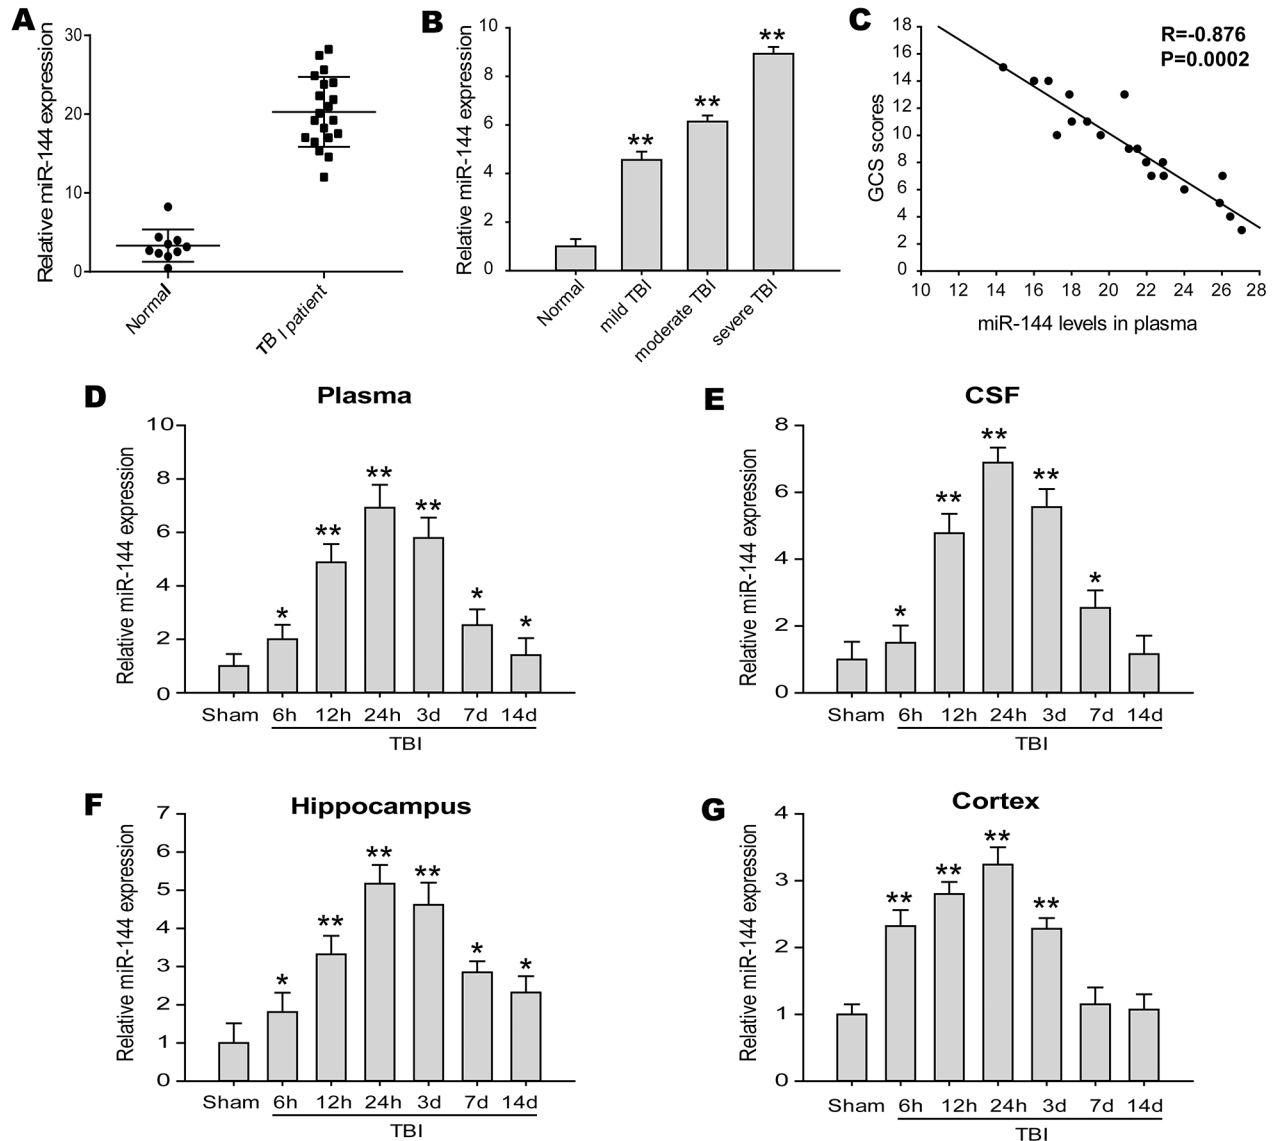 A
Relative miR-144 expression
30
20
10
0
Normal
TB I patient
B
Relative miR-144 expression
10
8
6
4
2
0
**
**
**
Normal
mild TBI
moderate TBI
severe TBI
C
R=-0.876
P=0.0002
GCS scores
18
16
14
12
10
8
6
4
2
0
10 12 14 16 18 20 22 24 26 28
miR-144 levels in plasma
D
Plasma
Relative miR-144 expression
10
8
6
4
2
0
* ** ** ** * *
Sham 6h 12h 24h 3d 7d 14d
TBI
E
CSF
Relative miR-144 expression
8
6
4
2
0
* ** ** ** *
Sham 6h 12h 24h 3d 7d 14d
TBI
F
Hippocampus
Relative miR-144 expression
7
6
5
4
3
2
1
0
* ** ** ** * *
Sham 6h 12h 24h 3d 7d 14d
TBI
G
Cortex
Relative miR-144 expression
4
3
2
1
0
** ** ** **
Sham 6h 12h 24h 3d 7d 14d
TBI